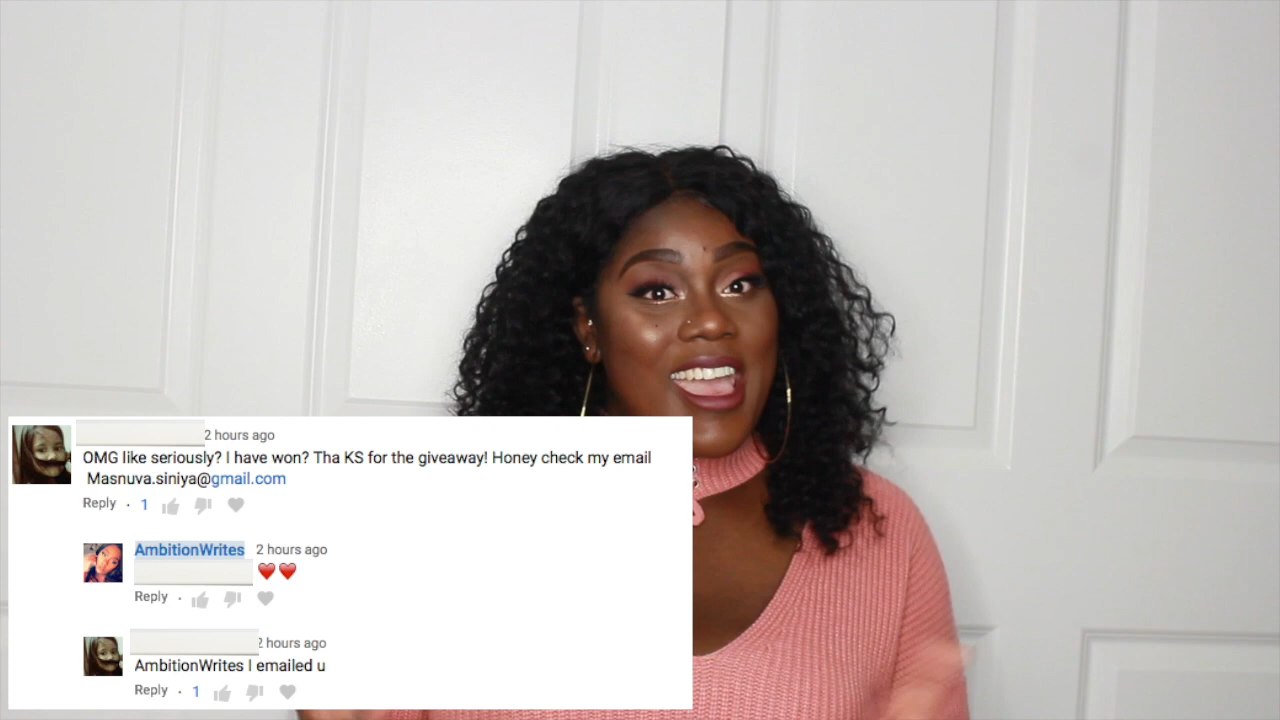 2 hours ago
OMG like seriously? I have won? Tha KS for the giveaway! Honey check my email
Masnuva.siniya@gmail.com
Reply · 1
AmbitionWrites 2 hours ago
❤️❤️
Reply ·
2 hours ago
AmbitionWrites I emailed u
Reply · 1